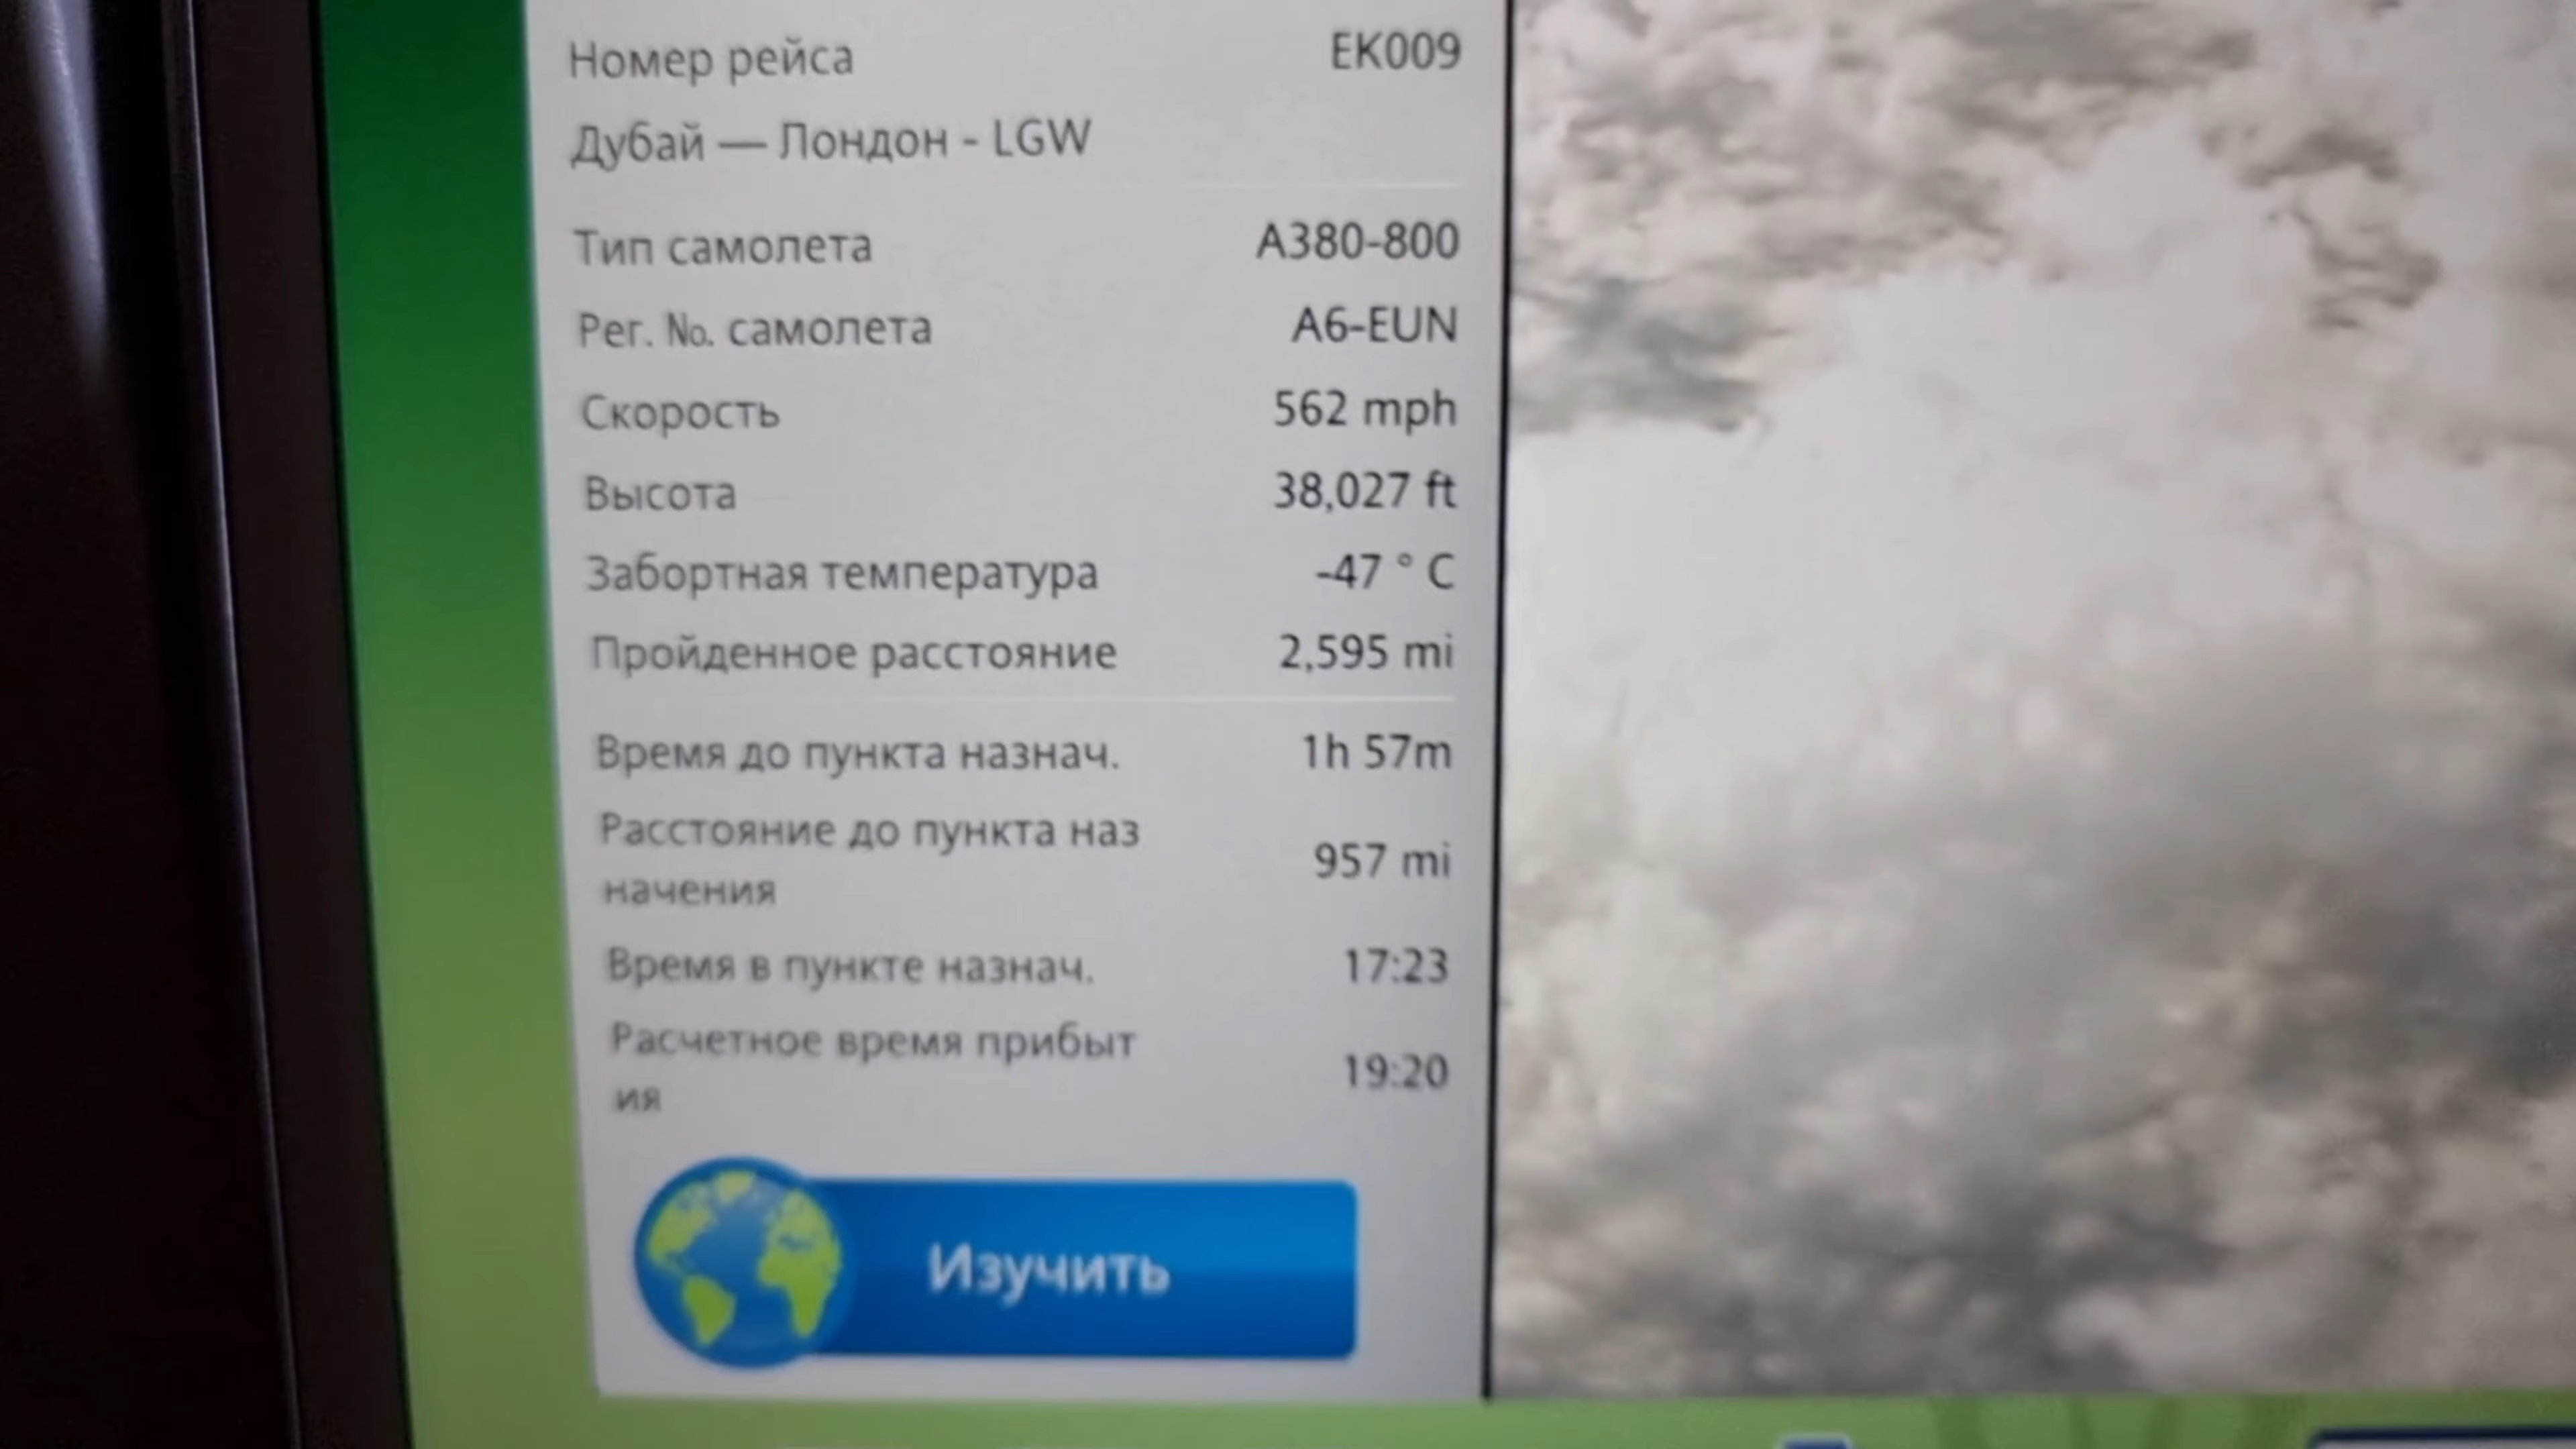 Номер рейса EK009
Дубай — Лондон - LGW
Тип самолета A380-800
Рег. №. самолета A6-EUN
Скорость 562 mph
Высота 38,027 ft
Забортная температура -47 ° C
Пройденное расстояние 2,595 mi
Время до пункта назнач. 1h 57m
Расстояние до пункта наз
начения 957 mi
Время в пункте назнач. 17:23
Расчетное время прибыт
ия 19:20
Изучить